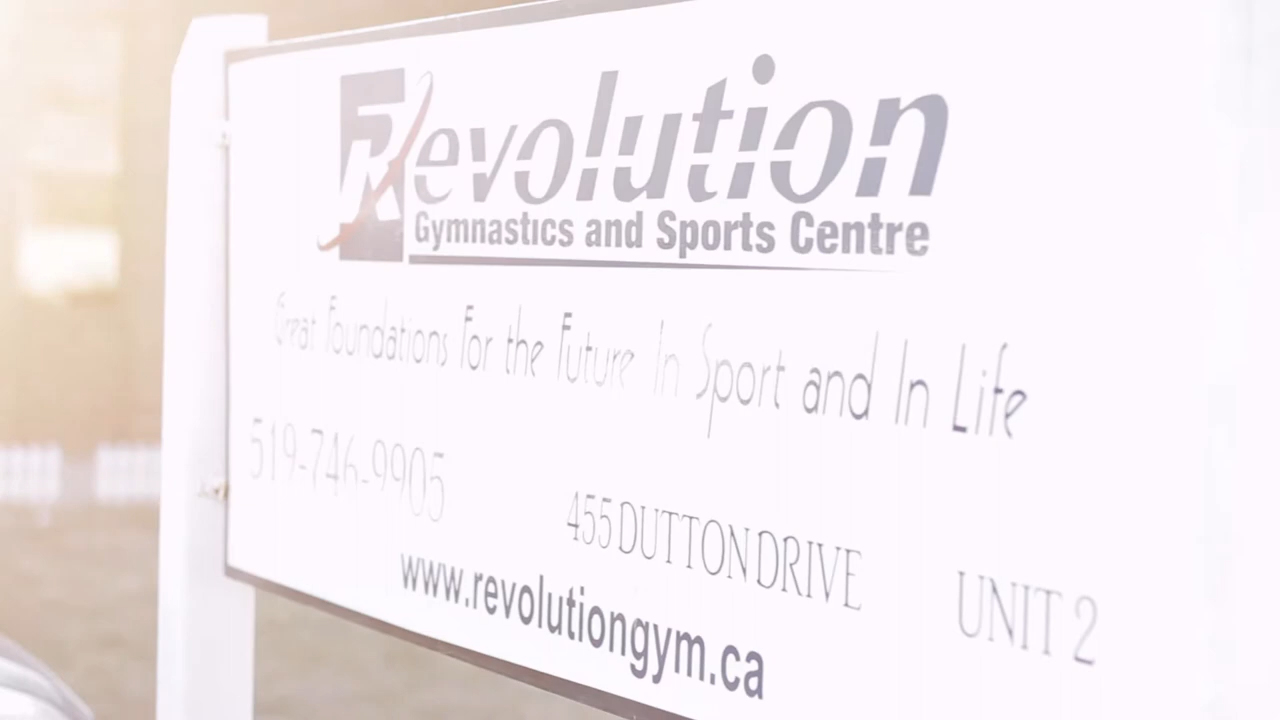 Revolution
Gymnastics and Sports Centre
Great Foundations For the Future In Sport and In Life
519-746-9905
455 DUTTON DRIVE UNIT 2
www.revolutiongym.ca